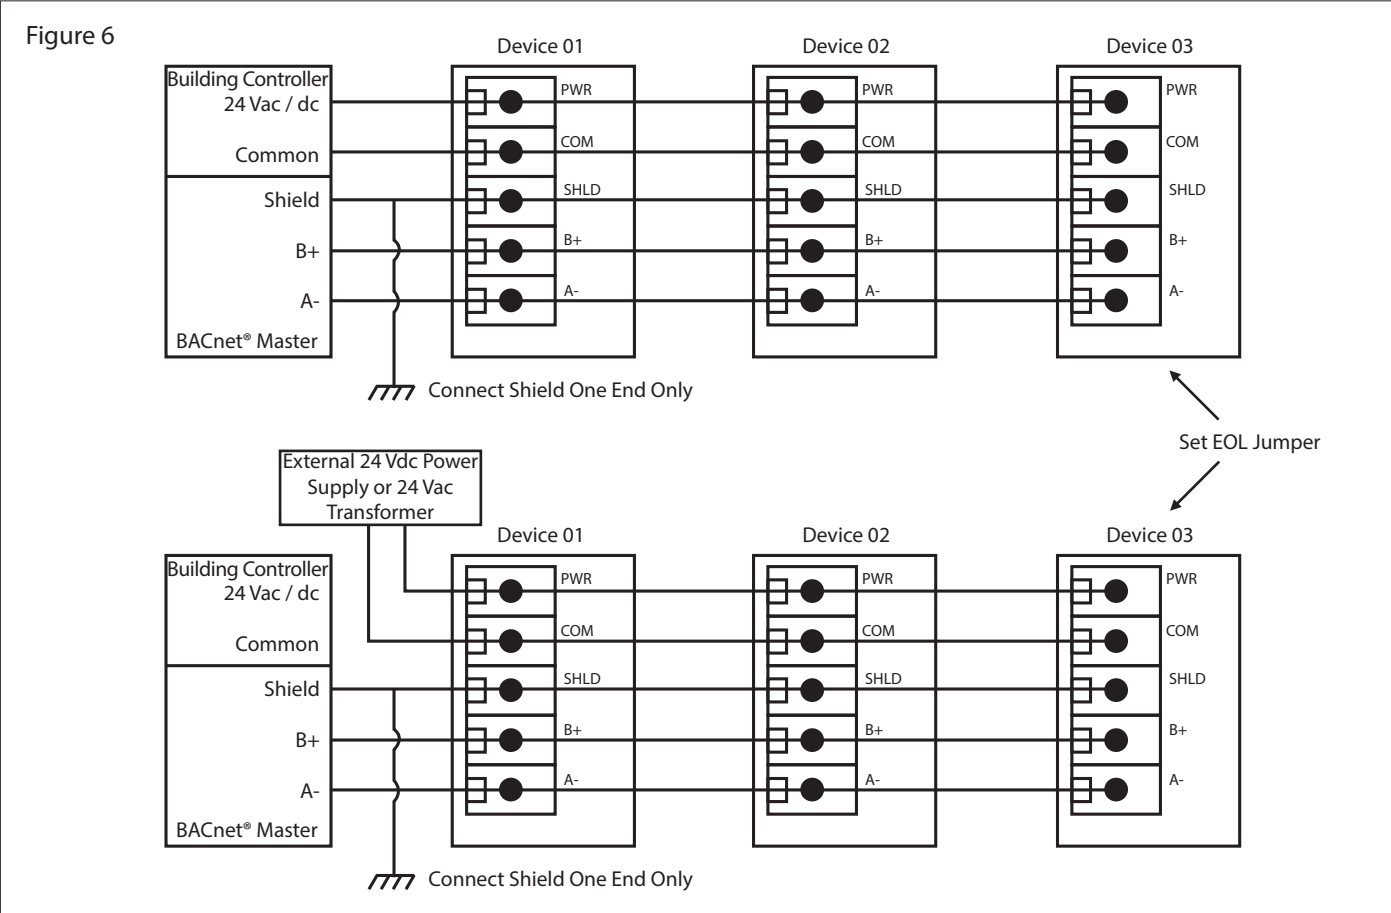 Figure 6
Device 01
Device 02
Device 03
Building Controller
24 Vac / dc
Common
Shield
B+
A-
BACnet® Master
PWR
COM
SHLD
B+
A-
PWR
COM
SHLD
B+
A-
PWR
COM
SHLD
B+
A-
Connect Shield One End Only
Set EOL Jumper
External 24 Vdc Power
Supply or 24 Vac
Transformer
Device 01
Device 02
Device 03
Building Controller
24 Vac / dc
Common
Shield
B+
A-
BACnet® Master
PWR
COM
SHLD
B+
A-
PWR
COM
SHLD
B+
A-
PWR
COM
SHLD
B+
A-
Connect Shield One End Only